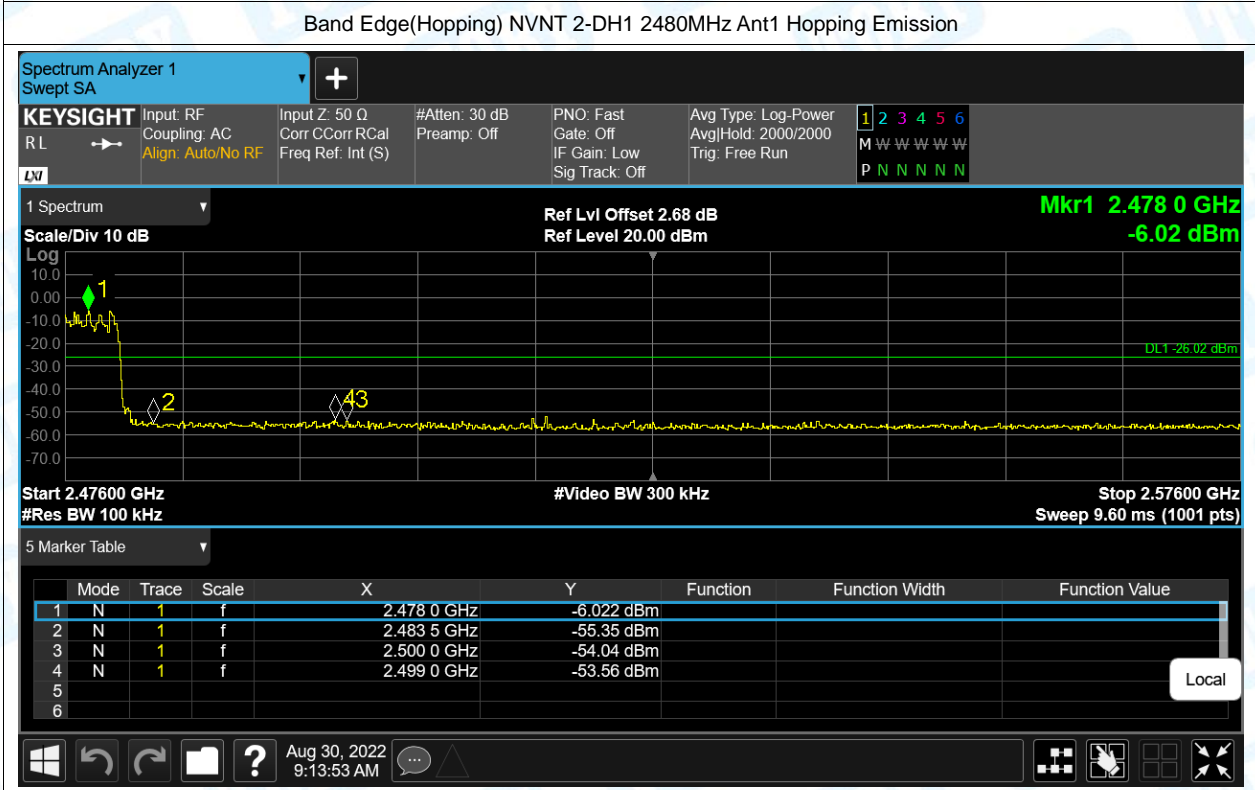 Band Edge(Hopping) NVNT 2-DH1 2480MHz Ant1 Hopping Emission
Spectrum Analyzer 1
Swept SA
KEYSIGHT
RL
LXI
Input: RF
Coupling: AC
Align: Auto/No RF
Input Z: 50 Ω
Corr CCorr RCal
Freq Ref: Int (S)
#Atten: 30 dB
Preamp: Off
PNO: Fast
Gate: Off
IF Gain: Low
Sig Track: Off
Avg Type: Log-Power
Avg|Hold: 2000/2000
Trig: Free Run
1 2 3 4 5 6
M W W W W W
P N N N N N
1 Spectrum
Scale/Div 10 dB
Ref Lvl Offset 2.68 dB
Ref Level 20.00 dBm
Mkr1 2.478 0 GHz
-6.02 dBm
Log
10.0
0.00
-10.0
-20.0
-30.0
-40.0
-50.0
-60.0
-70.0
1
2
43
DL1 -26.02 dBm
Start 2.47600 GHz
#Res BW 100 kHz
#Video BW 300 kHz
Stop 2.57600 GHz
Sweep 9.60 ms (1001 pts)
5 Marker Table
Mode Trace Scale X Y Function Function Width Function Value
1 N 1 f 2.478 0 GHz -6.022 dBm
2 N 1 f 2.483 5 GHz -55.35 dBm
3 N 1 f 2.500 0 GHz -54.04 dBm
4 N 1 f 2.499 0 GHz -53.56 dBm
5
6
Local
?
Aug 30, 2022
9:13:53 AM